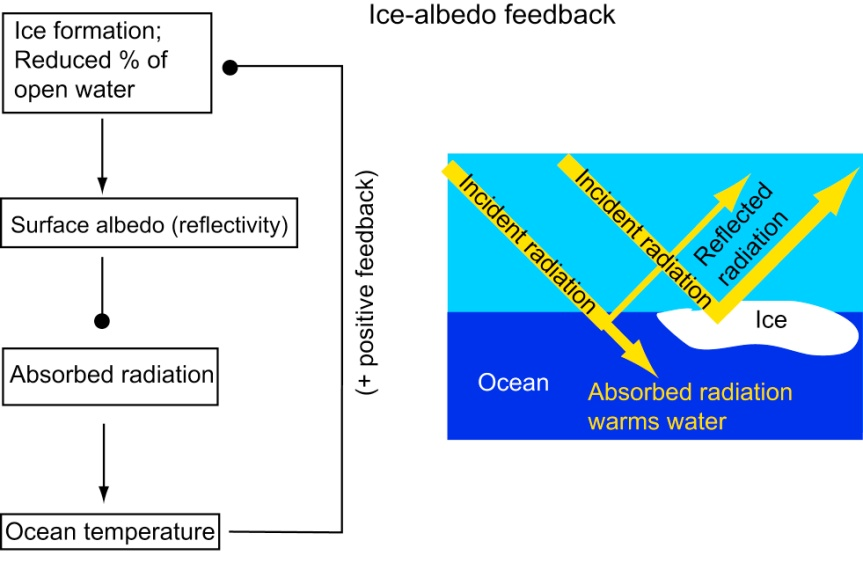 Ice-albedo feedback
Ice formation;
Reduced % of
open water
Surface albedo (reflectivity)
Absorbed radiation
Ocean temperature
(+ positive feedback)
Incident radiation
Incident radiation
Reflected
radiation
Ice
Ocean
Absorbed radiation
warms water